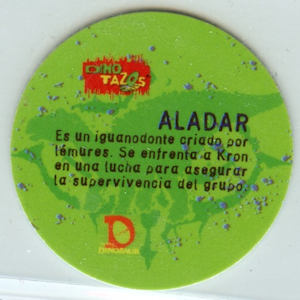 DINO
TAZOS
ALADAR
Es un iguanodonte criado por
lémures. Se enfrenta a Kron
en una lucha para asegurar
la supervivencia del grupo.
DINOSAUR